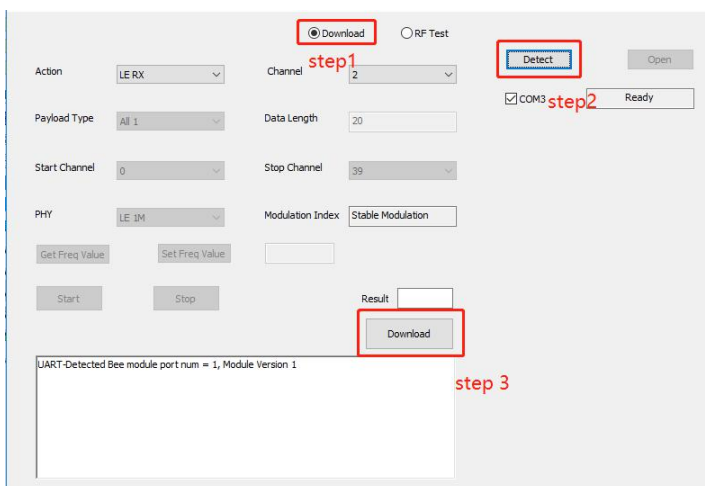 Download
RF Test
step1
Detect
Open
Action
LE RX
Channel
2
COM3
step2
Ready
Payload Type
All 1
Data Length
20
Start Channel
0
Stop Channel
39
PHY
LE 1M
Modulation Index
Stable Modulation
Get Freq Value
Set Freq Value
Start
Stop
Result
Download
UART-Detected Bee module port num = 1, Module Version 1
step 3